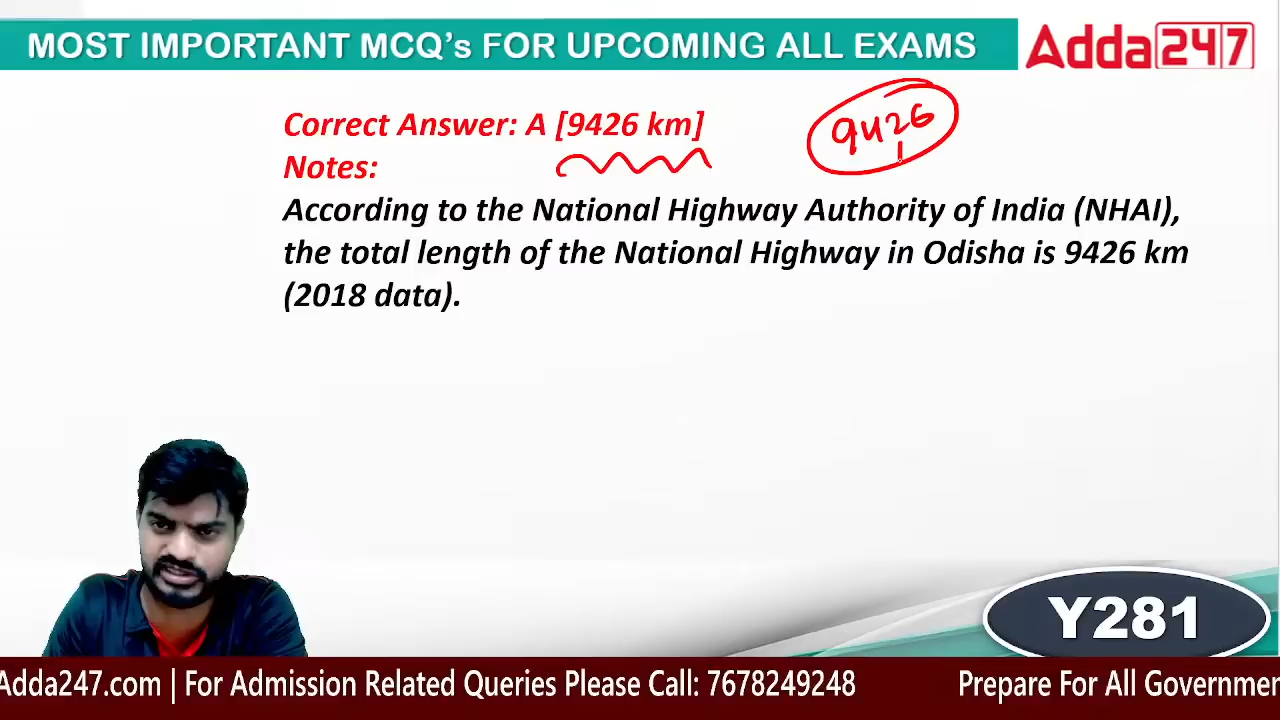 MOST IMPORTANT MCQ's FOR UPCOMING ALL EXAMS
Adda247
Correct Answer: A [9426 km]
9426
Notes:
According to the National Highway Authority of India (NHAI),
the total length of the National Highway in Odisha is 9426 km
(2018 data).
Y281
Adda247.com | For Admission Related Queries Please Call: 7678249248 Prepare For All Governmen